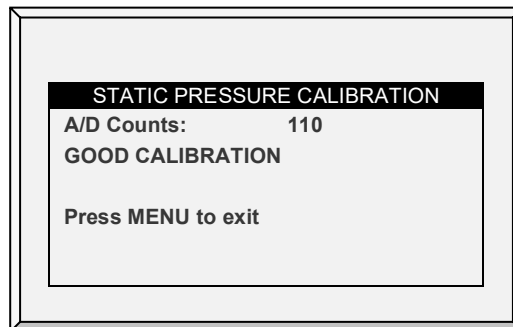 STATIC PRESSURE CALIBRATION
A/D Counts: 110
GOOD CALIBRATION
Press MENU to exit